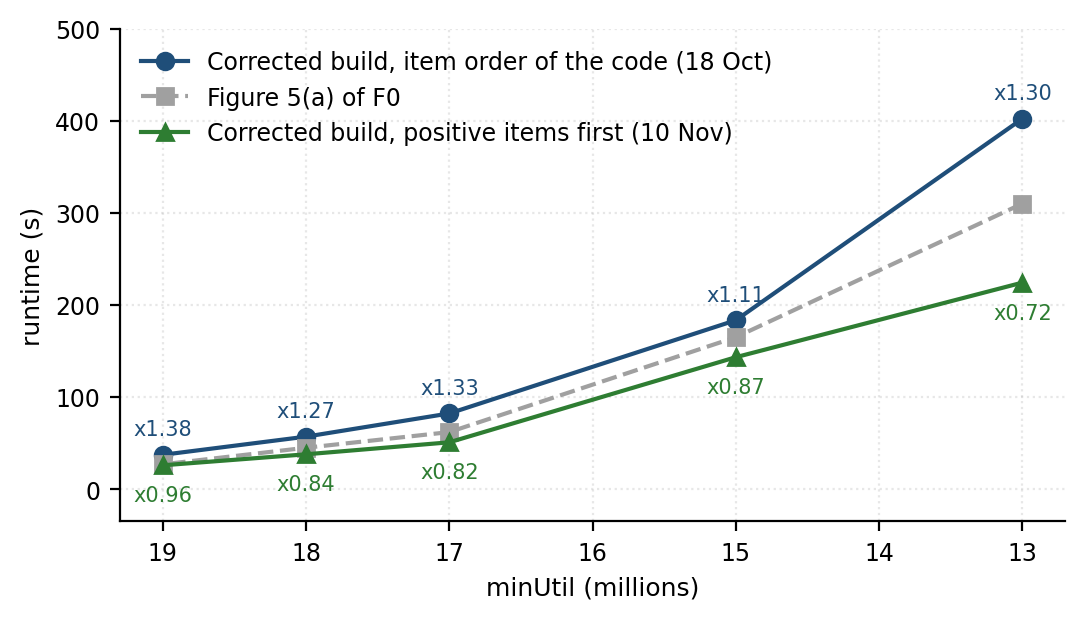 500
400
300
200
100
0
runtime (s)
Corrected build, item order of the code (18 Oct)
Figure 5(a) of F0
Corrected build, positive items first (10 Nov)
x1.38
x1.27
x1.33
x1.11
x1.30
x0.96
x0.84
x0.82
x0.87
x0.72
19 18 17 16 15 14 13
minUtil (millions)